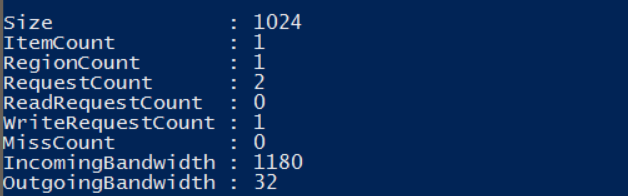 Size : 1024
ItemCount : 1
RegionCount : 1
RequestCount : 2
ReadRequestCount : 0
WriteRequestCount : 1
MissCount : 0
IncomingBandwidth : 1180
OutgoingBandwidth : 32